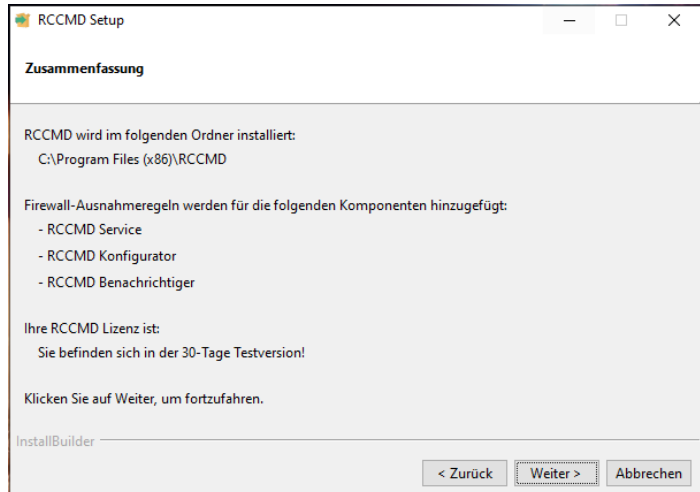 RCCMD Setup
Zusammenfassung
RCCMD wird im folgenden Ordner installiert:
C:\Program Files (x86)\RCCMD
Firewall-Ausnahmeregeln werden für die folgenden Komponenten hinzugefügt:
- RCCMD Service
- RCCMD Konfigurator
- RCCMD Benachrichtiger
Ihre RCCMD Lizenz ist:
Sie befinden sich in der 30-Tage Testversion!
Klicken Sie auf Weiter, um fortzufahren.
InstallBuilder
< Zurück Weiter > Abbrechen